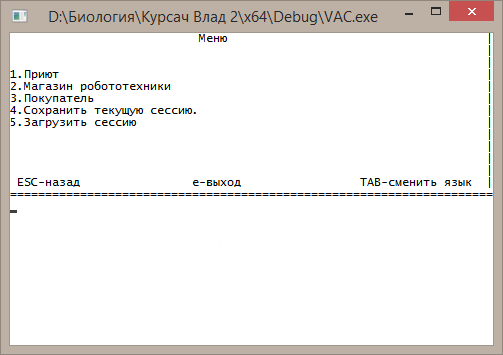 D:\Биология\Курсач Влад 2\x64\Debug\VAC.exe
Меню
1.Приют
2.Магазин робототехники
3.Покупатель
4.Сохранить текущую сессию.
5.Загрузить сессию
ESC-назад e-выход TAB-сменить язык